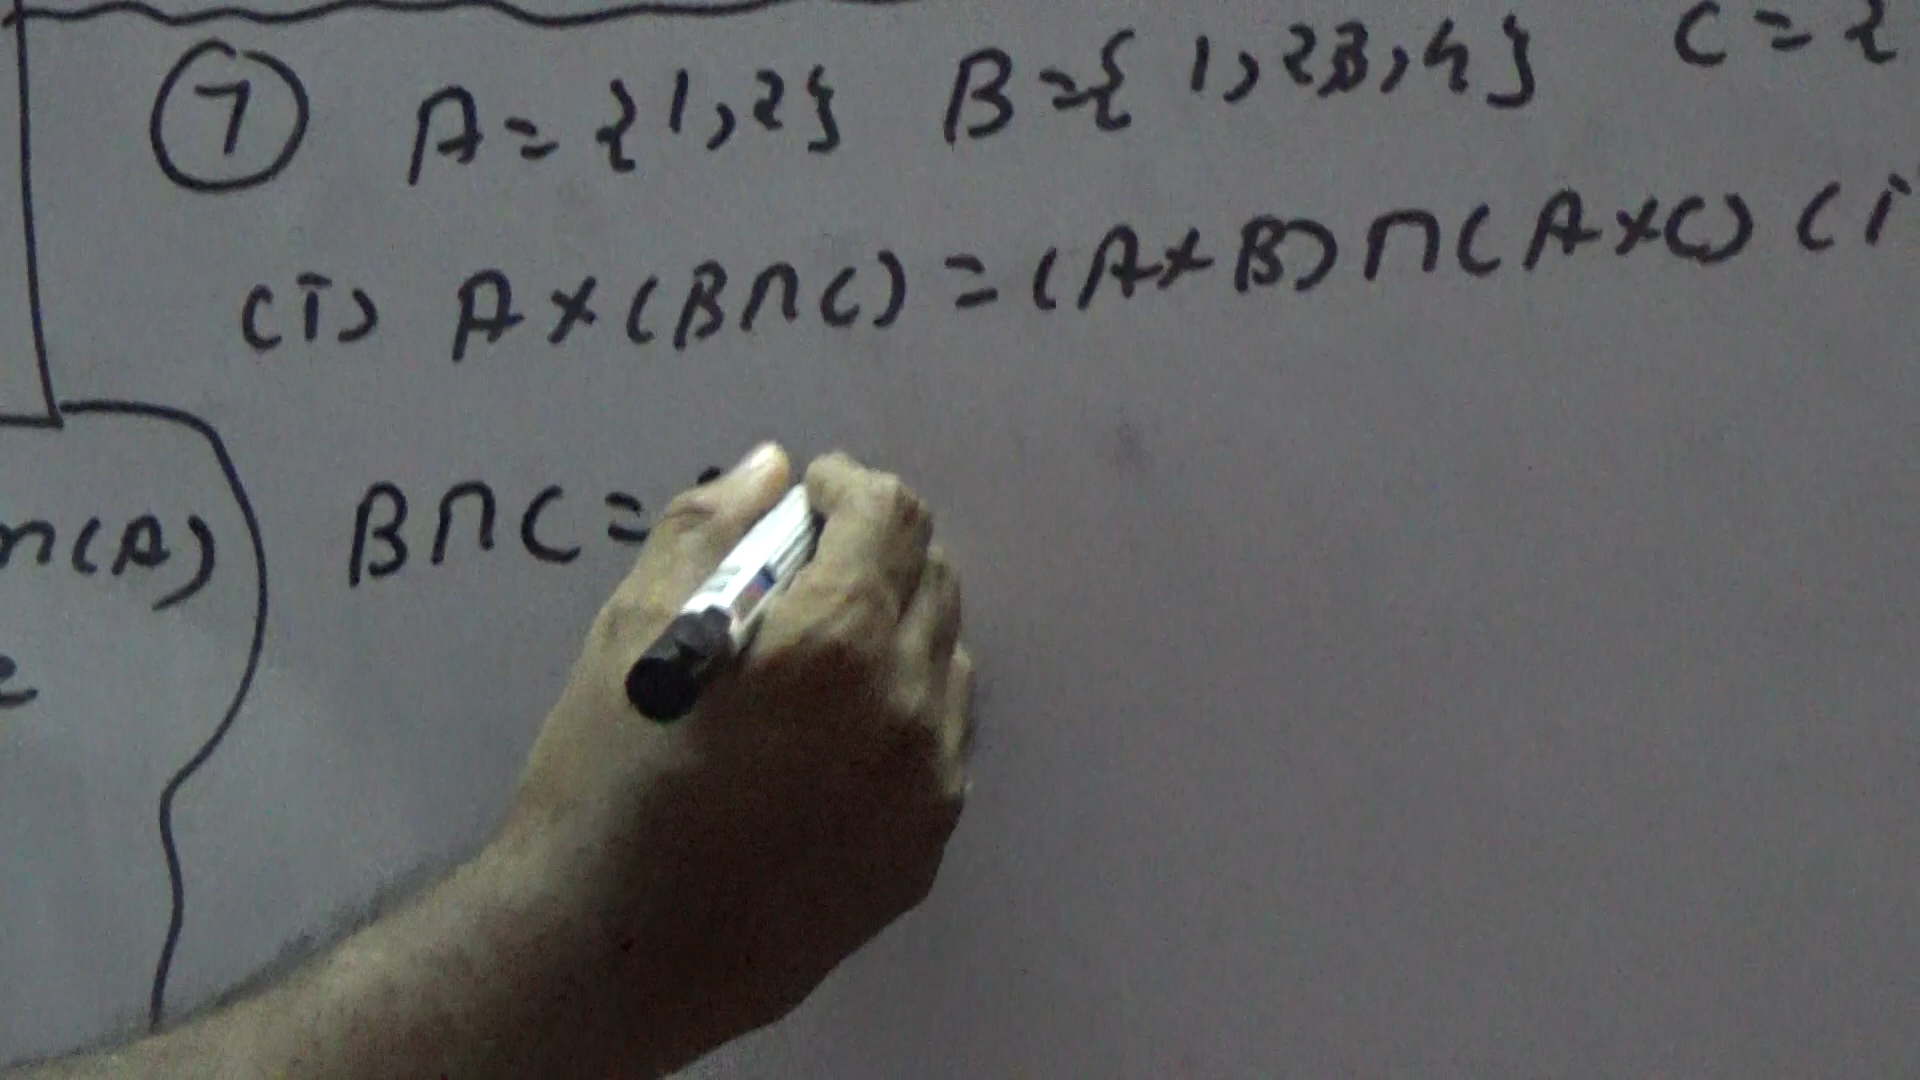 ⑦ A = {1,2} B = { 1,2 3,4} C = {
(i) A × (B∩C) = (A×B)∩(A×C) (i
n(A)
B∩C =